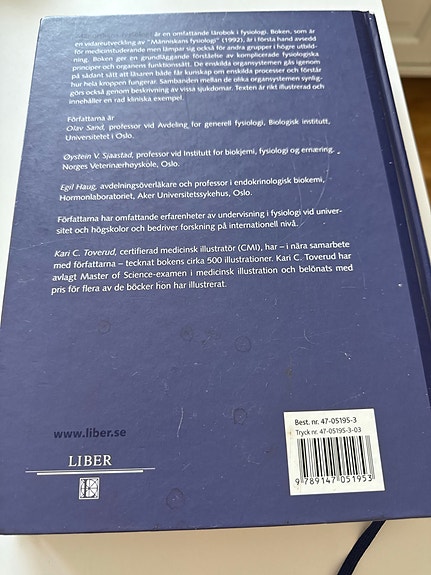 är en omfattande lärobok i fysiologi. Boken, som är
en vidareutveckling av "Människans fysiologi" (1992), är i första hand avsedd
för medicinstuderande men lämpar sig också för andra grupper i högre utbild-
ning. Boken ger en grundläggande förståelse av komplicerade fysiologiska
principer och organens funktionssätt. De enskilda organsystemen gås igenom
på sådant sätt att läsaren både får kunskap om enskilda processer och förstår
hur hela kroppen fungerar. Sambanden mellan de olika organsystemen synlig-
görs också genom beskrivning av vissa sjukdomar. Texten är rikt illustrerad och
innehåller en rad kliniska exempel.
Författarna är
Olav Sand, professor vid Avdeling for generell fysiologi, Biologisk institutt,
Universitetet i Oslo.
Øystein V. Sjaastad, professor vid Institutt for biokjemi, fysiologi og ernæring,
Norges Veterinærhøyskole, Oslo.
Egil Haug, avdelningsöverläkare och professor i endokrinologisk biokemi,
Hormonlaboratoriet, Aker Universitetssykehus, Oslo.
Författarna har omfattande erfarenheter av undervisning i fysiologi vid univer-
sitet och högskolor och bedriver forskning på internationell nivå.
Kari C. Toverud, certifierad medicinsk illustratör (CMI), har – i nära samarbete
med författarna – tecknat bokens cirka 500 illustrationer. Kari C. Toverud har
avlagt Master of Science-examen i medicinsk illustration och belönats med
pris för flera av de böcker hon har illustrerat.
www.liber.se
LIBER
Best. nr. 47-05195-3
Tryck nr. 47-05195-3-03
9 789147 051953